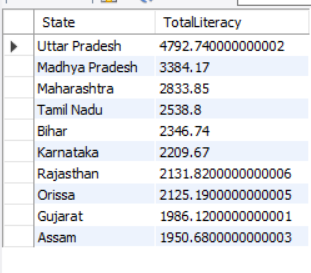 State TotalLiteracy
Uttar Pradesh 4792.740000000002
Madhya Pradesh 3384.17
Maharashtra 2833.85
Tamil Nadu 2538.8
Bihar 2346.74
Karnataka 2209.67
Rajasthan 2131.8200000000006
Orissa 2125.1900000000005
Gujarat 1986.1200000000001
Assam 1950.6800000000003